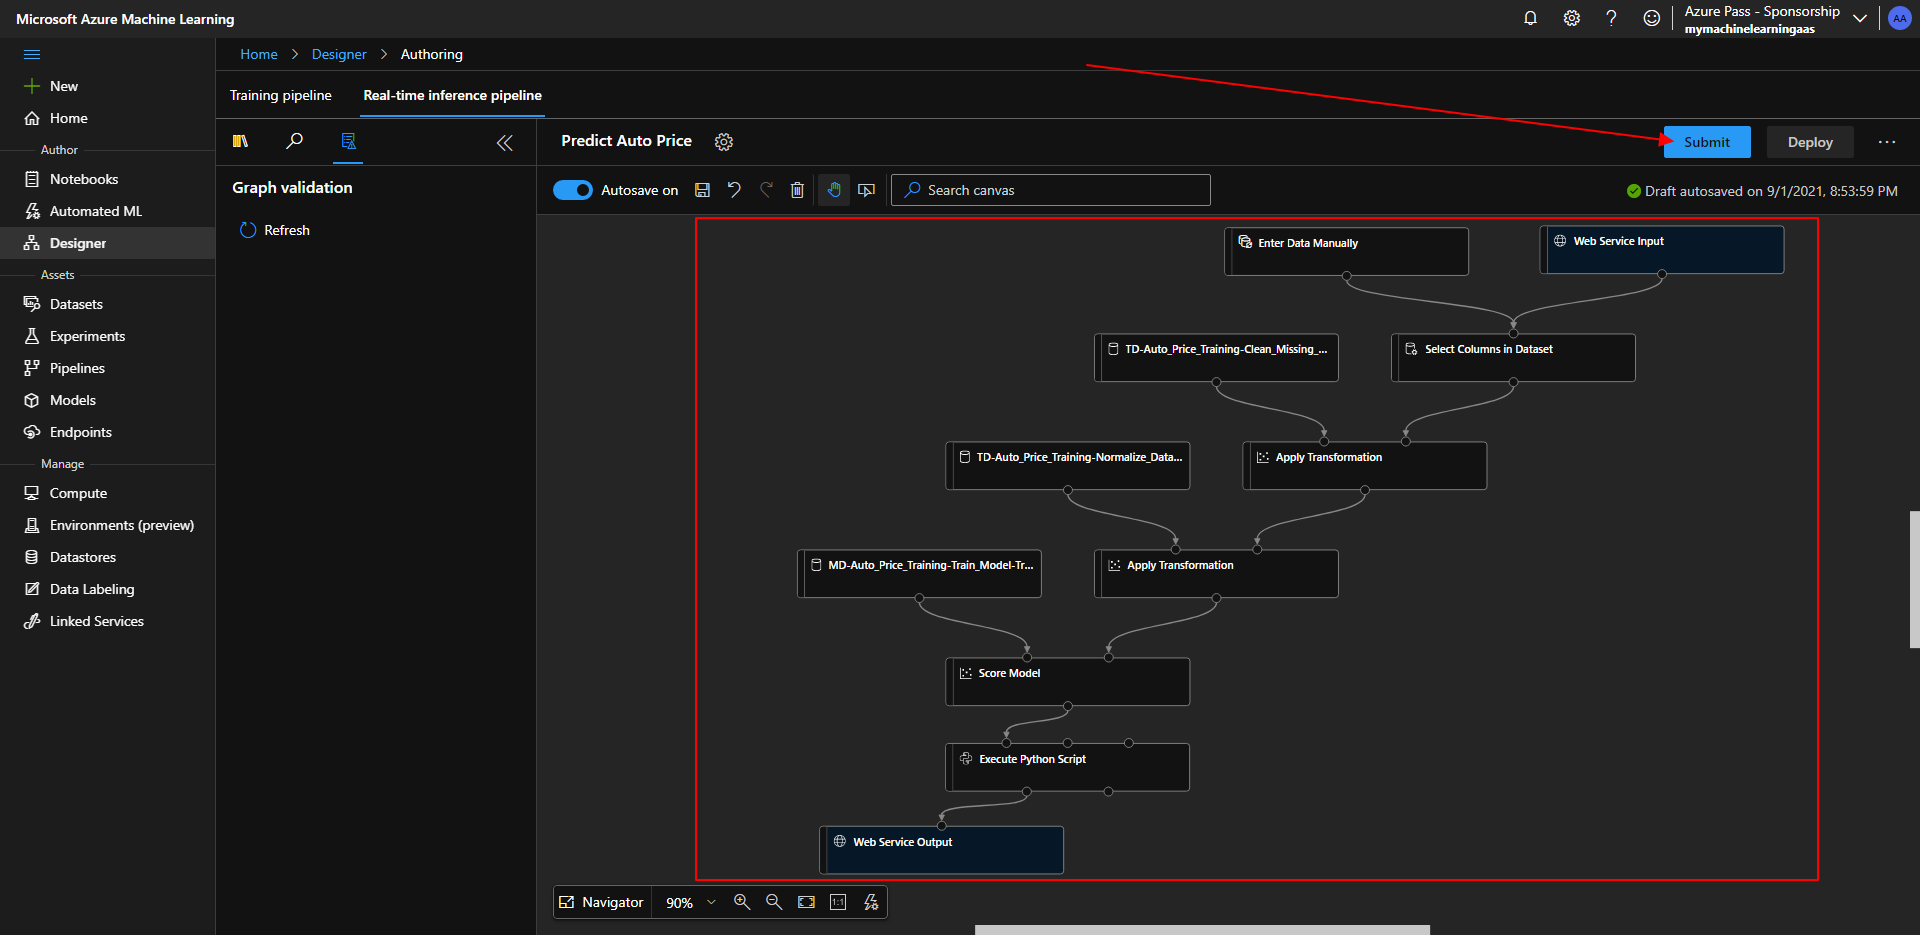 Microsoft Azure Machine Learning
Azure Pass - Sponsorship
mymachinelearningaas
AA
New
Home
Author
Notebooks
Automated ML
Designer
Assets
Datasets
Experiments
Pipelines
Models
Endpoints
Manage
Compute
Environments (preview)
Datastores
Data Labeling
Linked Services
Home > Designer > Authoring
Training pipeline
Real-time inference pipeline
Graph validation
Refresh
Predict Auto Price
Submit
Deploy
Autosave on
Search canvas
Draft autosaved on 9/1/2021, 8:53:59 PM
Enter Data Manually
Web Service Input
TD-Auto_Price_Training-Clean_Missing_...
Select Columns in Dataset
TD-Auto_Price_Training-Normalize_Data...
Apply Transformation
MD-Auto_Price_Training-Train_Model-Tr...
Apply Transformation
Score Model
Execute Python Script
Web Service Output
Navigator
90%
1:1